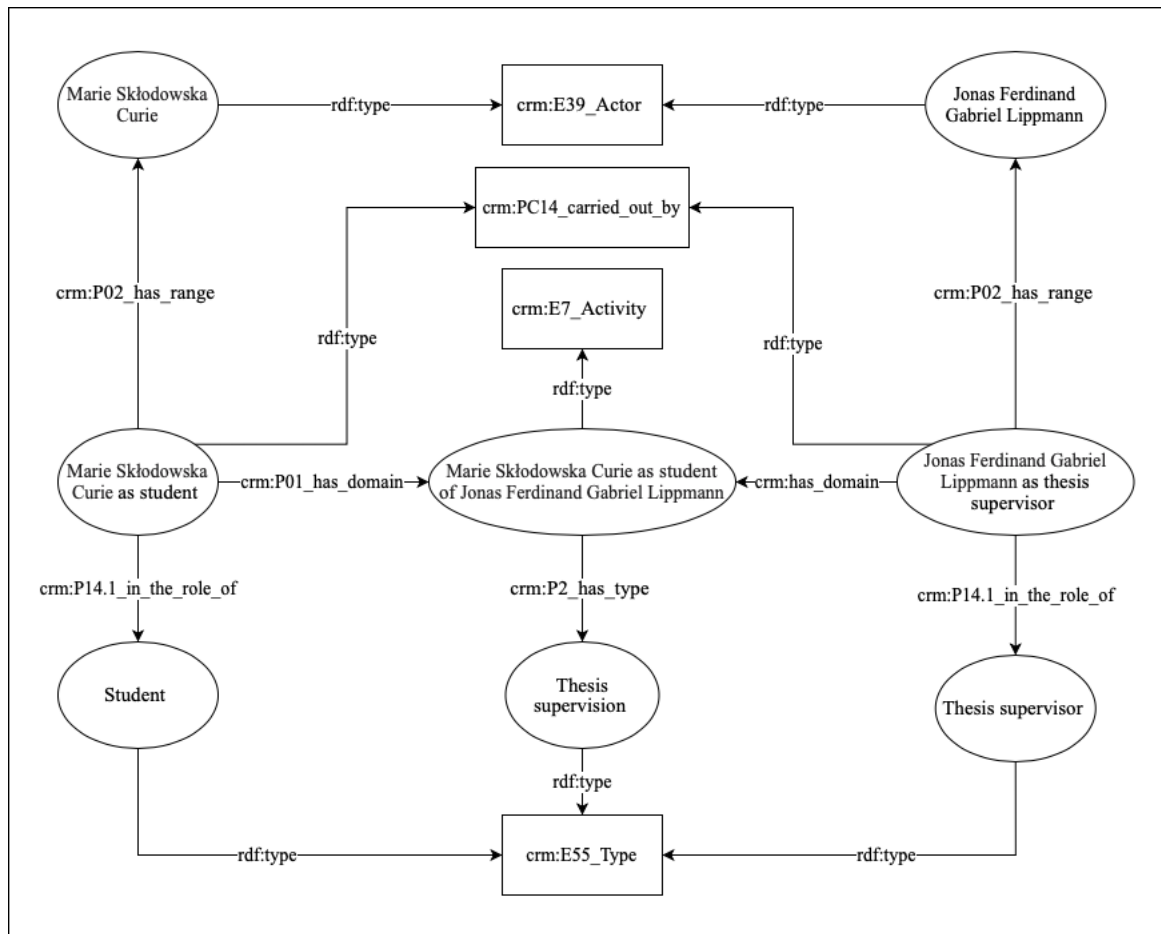 Marie Skłodowska
Curie
rdf:type
crm:E39_Actor
rdf:type
Jonas Ferdinand
Gabriel Lippmann
crm:PC14_carried_out_by
crm:P02_has_range
crm:E7_Activity
crm:P02_has_range
rdf:type
rdf:type
rdf:type
Marie Skłodowska
Curie as student
crm:P01_has_domain
Marie Skłodowska Curie as student
of Jonas Ferdinand Gabriel Lippmann
crm:has_domain
Jonas Ferdinand Gabriel
Lippmann as thesis
supervisor
crm:P14.1_in_the_role_of
crm:P2_has_type
crm:P14.1_in_the_role_of
Student
Thesis
supervision
Thesis supervisor
rdf:type
rdf:type
crm:E55_Type
rdf:type